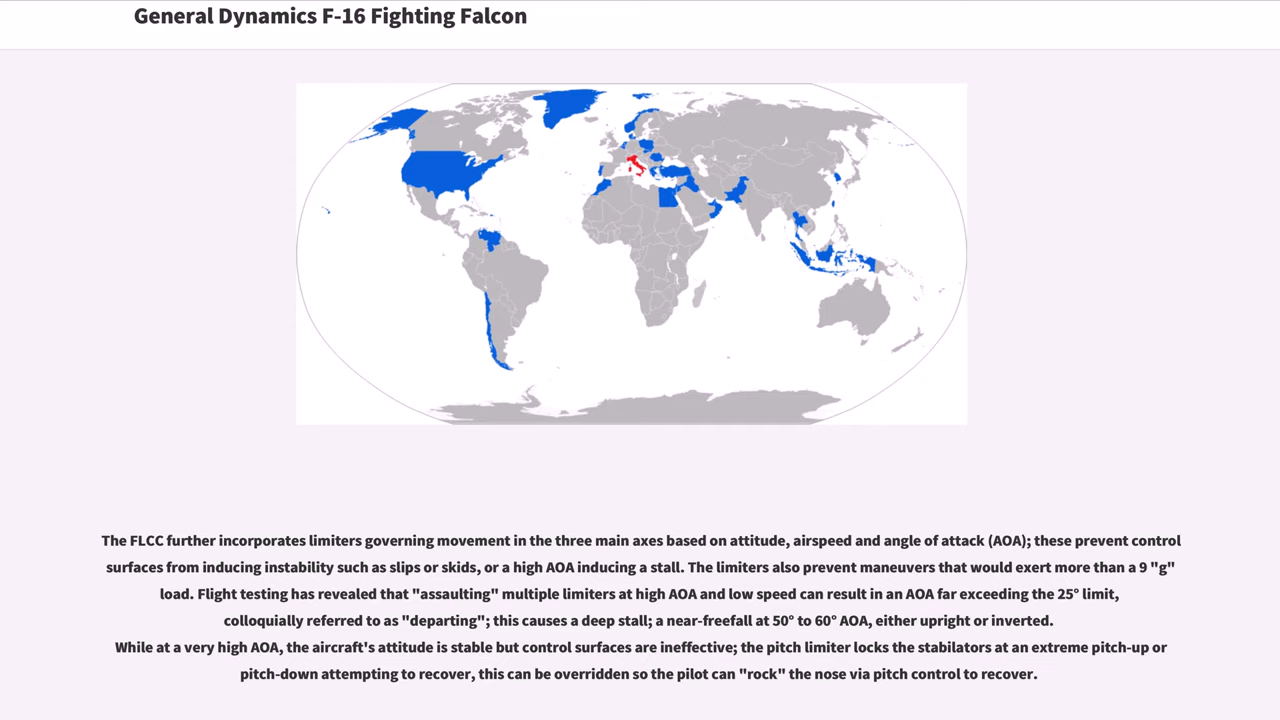 General Dynamics F-16 Fighting Falcon
The FLCC further incorporates limiters governing movement in the three main axes based on attitude, airspeed and angle of attack (AOA); these prevent control
surfaces from inducing instability such as slips or skids, or a high AOA inducing a stall. The limiters also prevent maneuvers that would exert more than a 9 "g"
load. Flight testing has revealed that "assaulting" multiple limiters at high AOA and low speed can result in an AOA far exceeding the 25° limit,
colloquially referred to as "departing"; this causes a deep stall; a near-freefall at 50° to 60° AOA, either upright or inverted.
While at a very high AOA, the aircraft's attitude is stable but control surfaces are ineffective; the pitch limiter locks the stabilators at an extreme pitch-up or
pitch-down attempting to recover, this can be overridden so the pilot can "rock" the nose via pitch control to recover.